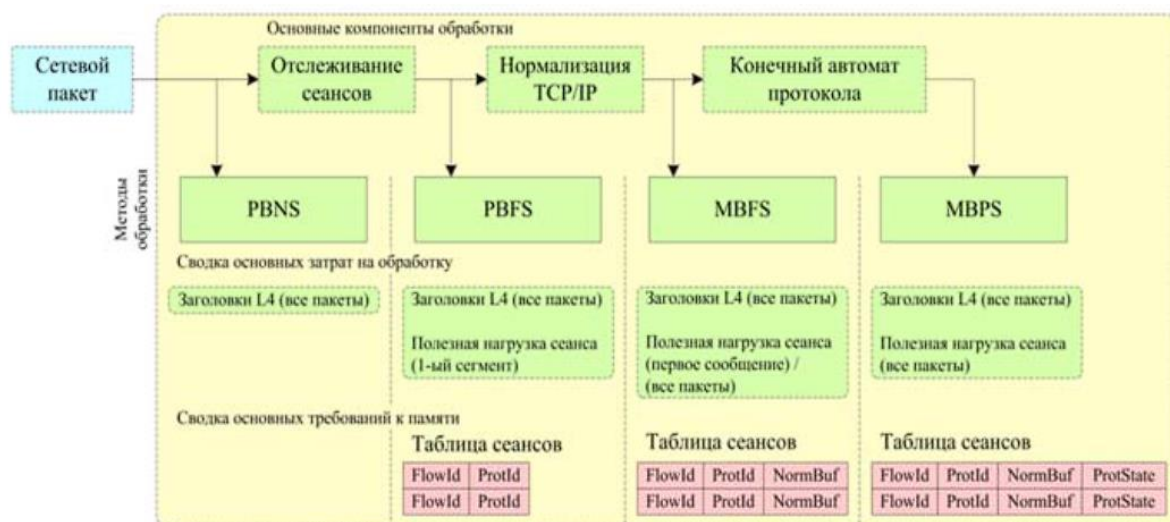 Основные компоненты обработки
Сетевой
пакет
Отслеживание
сеансов
Нормализация
TCP/IP
Конечный автомат
протокола
Методы
обработки
PBNS
PBFS
MBFS
MBPS
Сводка основных затрат на обработку
Заголовки L4 (все пакеты)
Заголовки L4 (все пакеты)
Полезная нагрузка сеанса
(1-ый сегмент)
Заголовки L4 (все пакеты)
Полезная нагрузка сеанса
(первое сообщение) /
(все пакеты)
Заголовки L4 (все пакеты)
Полезная нагрузка сеанса
(все пакеты)
Сводка основных требований к памяти
Таблица сеансов
FlowId ProtId
FlowId ProtId
Таблица сеансов
FlowId ProtId NormBuf
FlowId ProtId NormBuf
Таблица сеансов
FlowId ProtId NormBuf ProtState
FlowId ProtId NormBuf ProtState